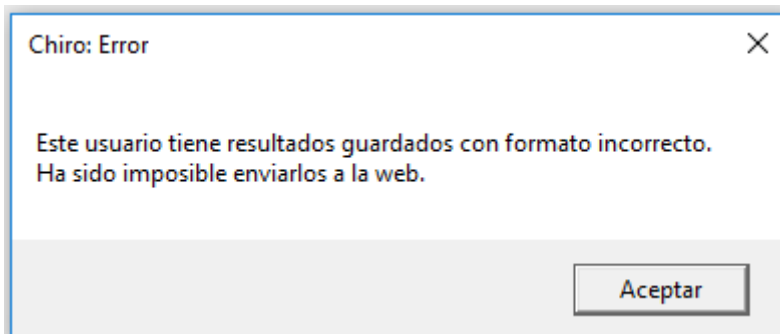 Chiro: Error
Este usuario tiene resultados guardados con formato incorrecto.
Ha sido imposible enviarlos a la web.
Aceptar